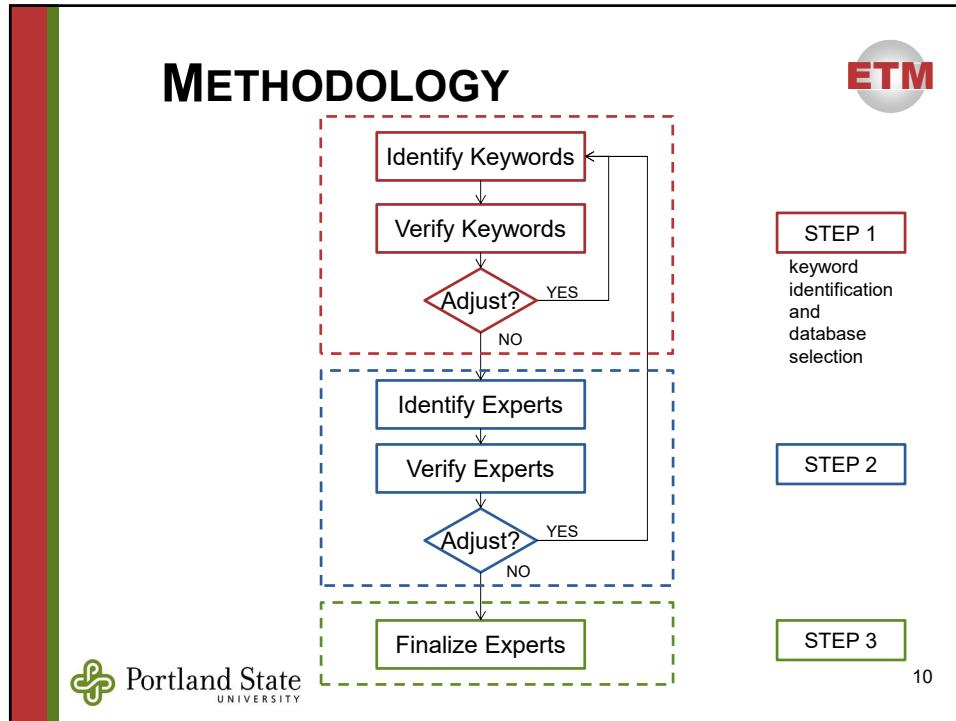 METHODOLOGY
ETM
Identify Keywords
Verify Keywords
Adjust?
YES
NO
STEP 1
keyword
identification
and
database
selection
Identify Experts
Verify Experts
Adjust?
YES
NO
STEP 2
Finalize Experts
STEP 3
Portland State
UNIVERSITY
10